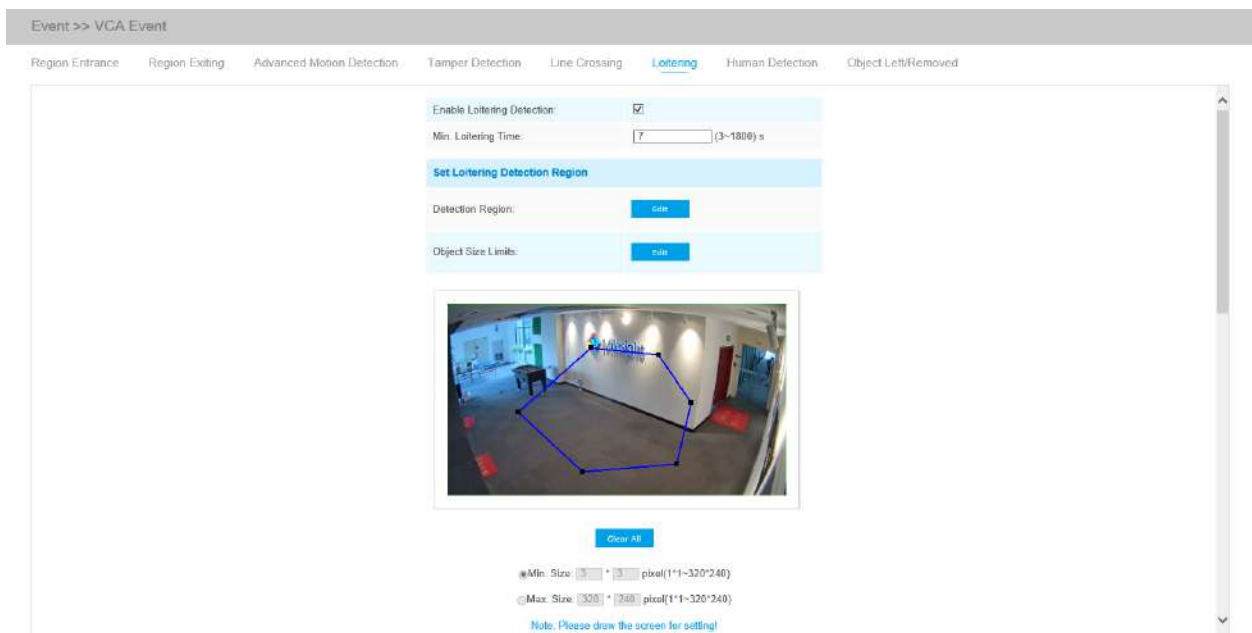 Event >> VCA Event
Region Entrance Region Exiting Advanced Motion Detection Tamper Detection Line Crossing Loitering Human Detection Object Left/Removed
Enable Loitering Detection:
Min. Loitering Time: 7 (3~1800) s
Set Loitering Detection Region
Detection Region: Edit
Object Size Limits: Edit
Milesight
Clear All
Min. Size: 3 * 3 pixel(1*1~320*240)
Max. Size: 320 * 240 pixel(1*1~320*240)
Note: Please draw the screen for setting!